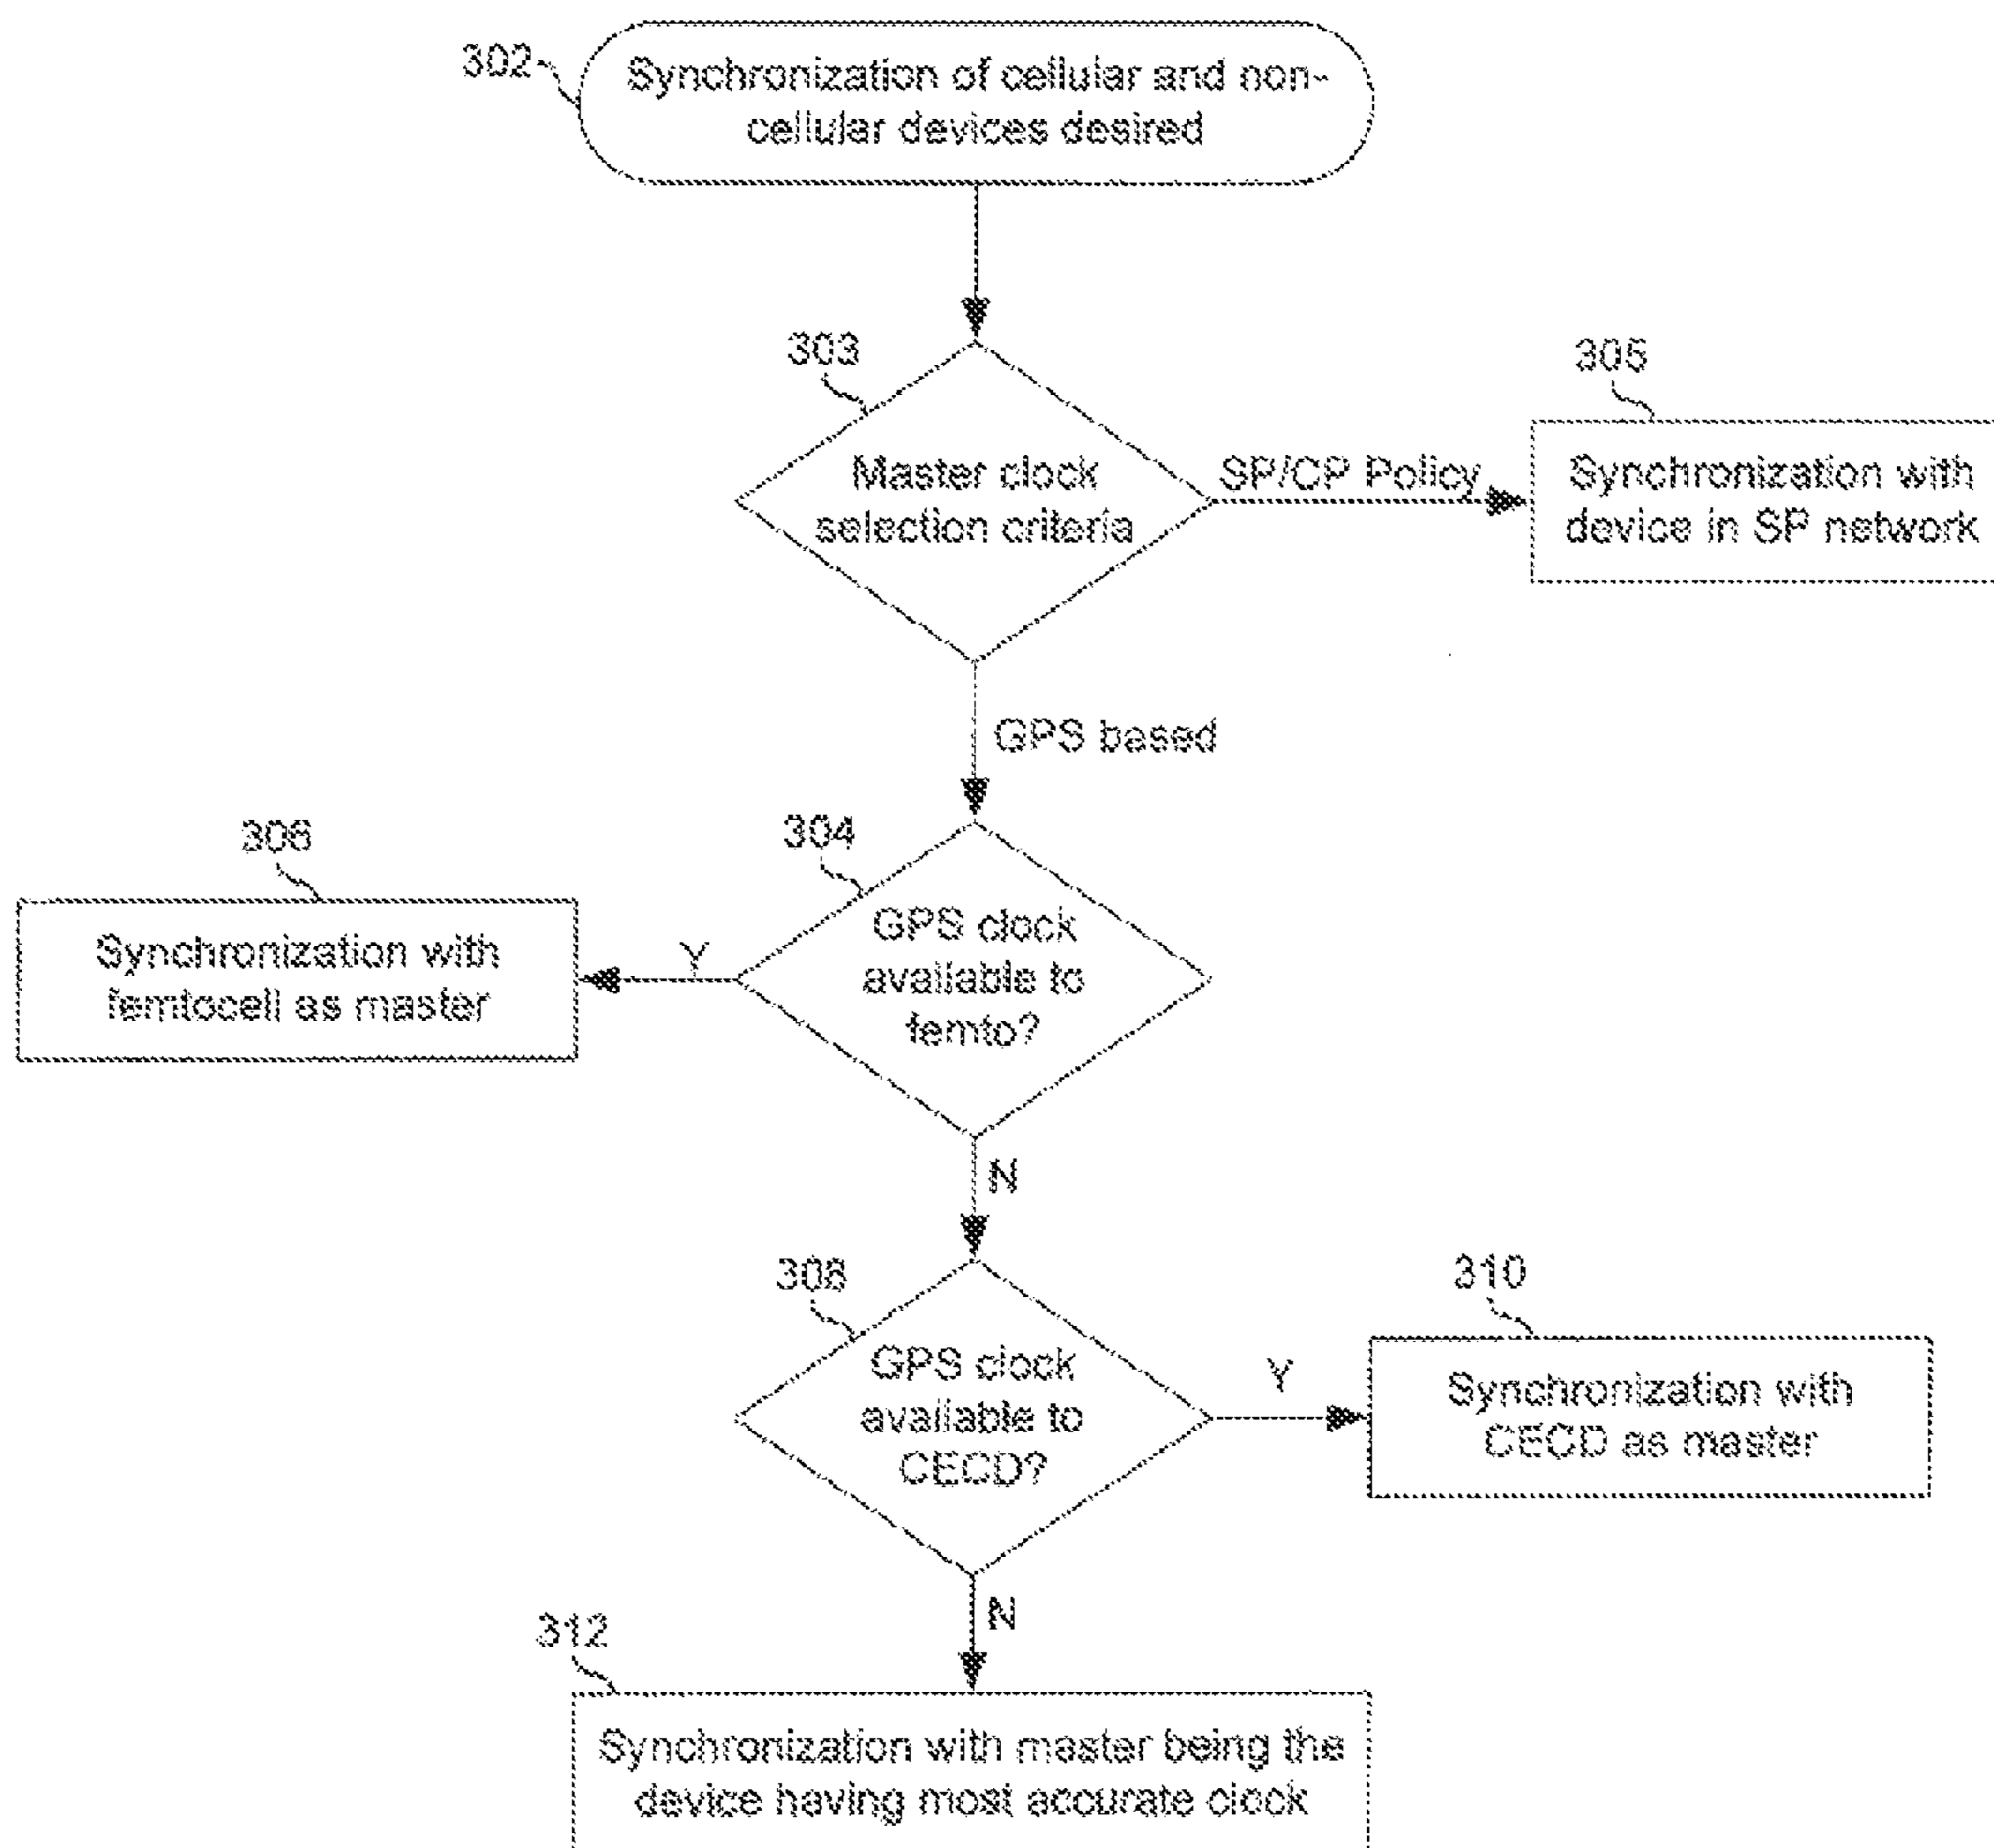 302
Synchronization of cellular and non-
cellular devices desired
303
Master clock
selection criteria
SP/CP Policy
305
Synchronization with
device in SP network
GPS based
304
GPS clock
available to
femto?
306
Synchronization with
femtocell as master
Y
N
308
GPS clock
available to
CECD?
Y
310
Synchronization with
CECD as master
N
312
Synchronization with master being the
device having most accurate clock